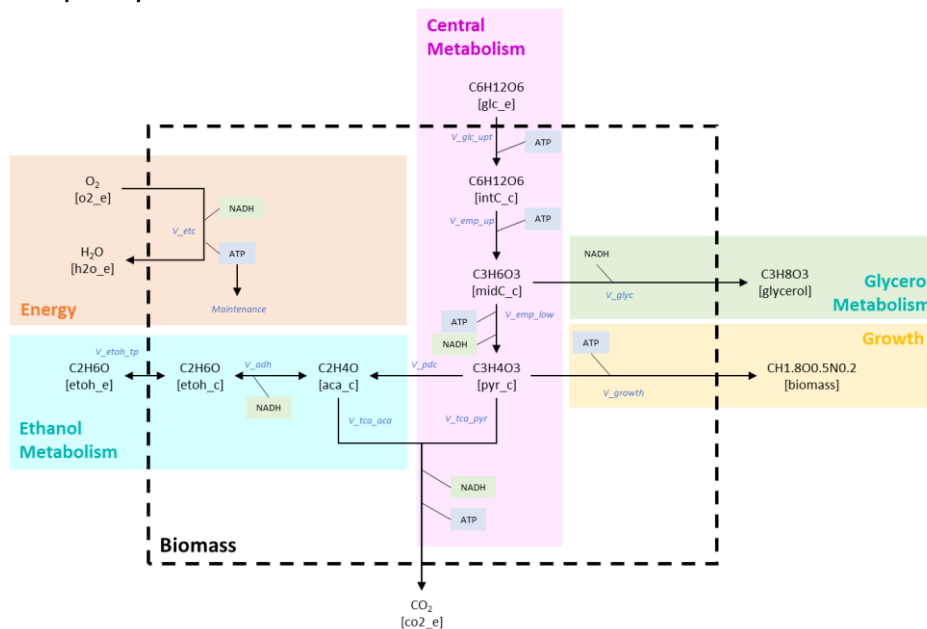 Central
Metabolism
C6H12O6
[glc_e]
V_glc_upt
ATP
O2
[o2_e]
NADH
V_etc
ATP
H2O
[h2o_e]
Maintenance
Energy
C6H12O6
[intC_c]
V_emp_up
ATP
C3H6O3
[midC_c]
ATP
NADH
V_emp_low
NADH
V_glyc
C3H8O3
[glycerol]
Glycerol
Metabolism
Growth
ATP
V_growth
CH1.8O0.5N0.2
[biomass]
V_etoh_tp
C2H6O
[etoh_e]
C2H6O
[etoh_c]
V_adh
NADH
C2H4O
[aca_c]
V_pdc
C3H4O3
[pyr_c]
V_tca_aca
V_tca_pyr
Ethanol
Metabolism
NADH
ATP
Biomass
CO2
[co2_e]